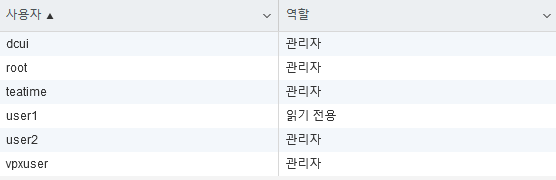 사용자 ▲ 역할
dcui 관리자
root 관리자
teatime 관리자
user1 읽기 전용
user2 관리자
vpxuser 관리자